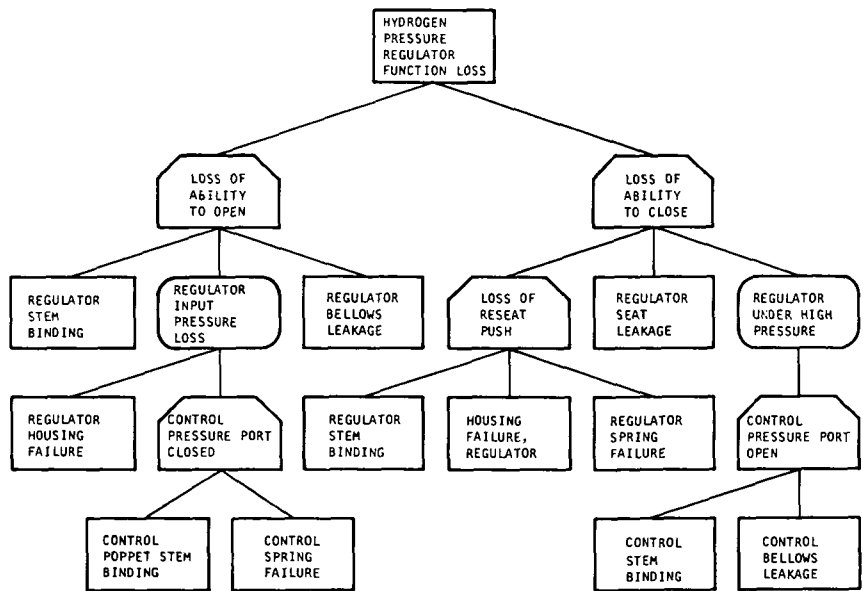 HYDROGEN
PRESSURE
REGULATOR
FUNCTION LOSS
LOSS OF
ABILITY
TO OPEN
LOSS OF
ABILITY
TO CLOSE
REGULATOR
STEM
BINDING
REGULATOR
INPUT
PRESSURE
LOSS
REGULATOR
BELLOWS
LEAKAGE
LOSS OF
RESEAT
PUSH
REGULATOR
SEAT
LEAKAGE
REGULATOR
UNDER HIGH
PRESSURE
REGULATOR
HOUSING
FAILURE
CONTROL
PRESSURE PORT
CLOSED
REGULATOR
STEM
BINDING
HOUSING
FAILURE,
REGULATOR
REGULATOR
SPRING
FAILURE
CONTROL
PRESSURE PORT
OPEN
CONTROL
POPPET STEM
BINDING
CONTROL
SPRING
FAILURE
CONTROL
STEM
BINDING
CONTROL
BELLOWS
LEAKAGE